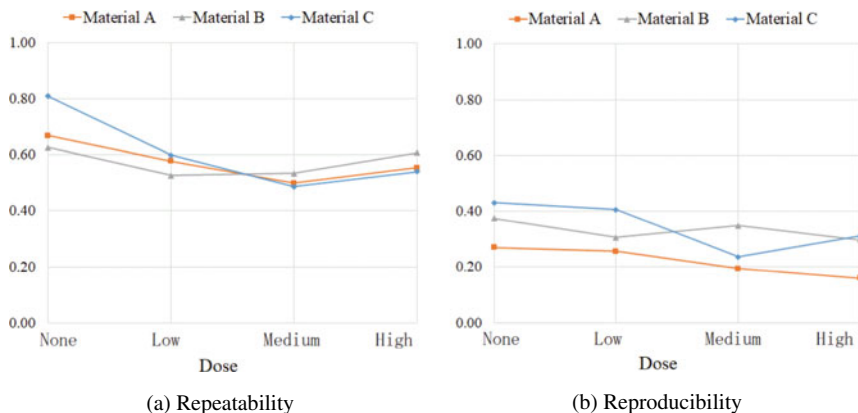 Material A Material B Material C
1.00
0.80
0.60
0.40
0.20
0.00
None Low Medium High
Dose
(a) Repeatability
Material A Material B Material C
1.00
0.80
0.60
0.40
0.20
0.00
None Low Medium High
Dose
(b) Reproducibility